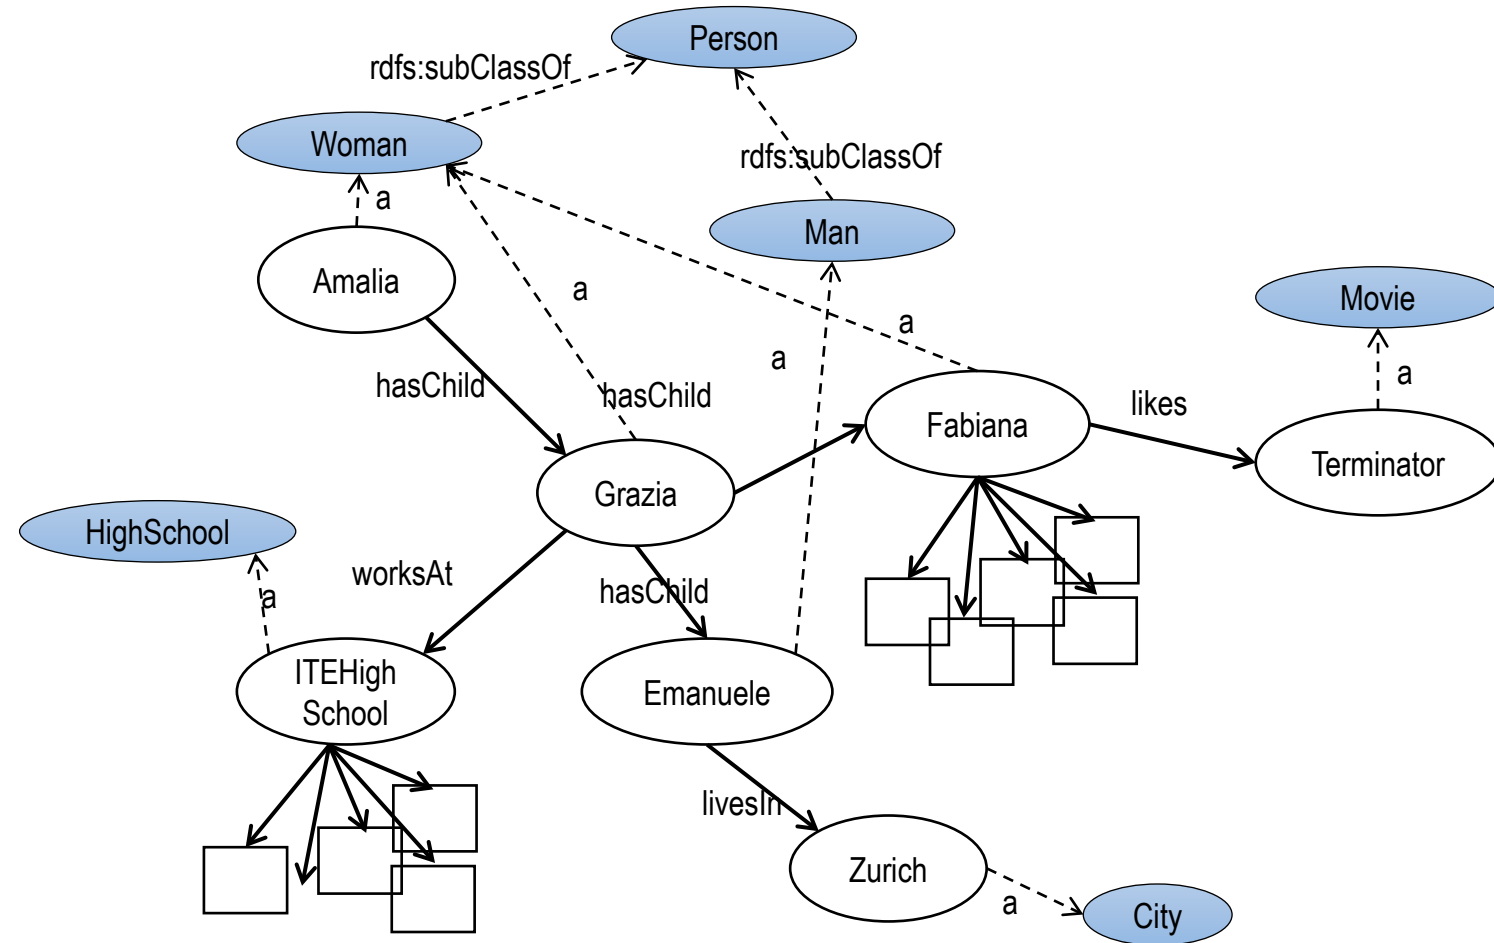 Person
rdfs:subClassOf
Woman
rdfs:subClassOf
a
Man
Amalia
a
Movie
a
a
a
hasChild
hasChild
likes
Fabiana
Terminator
Grazia
HighSchool
worksAt
hasChild
a
ITEHigh
School
Emanuele
livesIn
Zurich
a
City